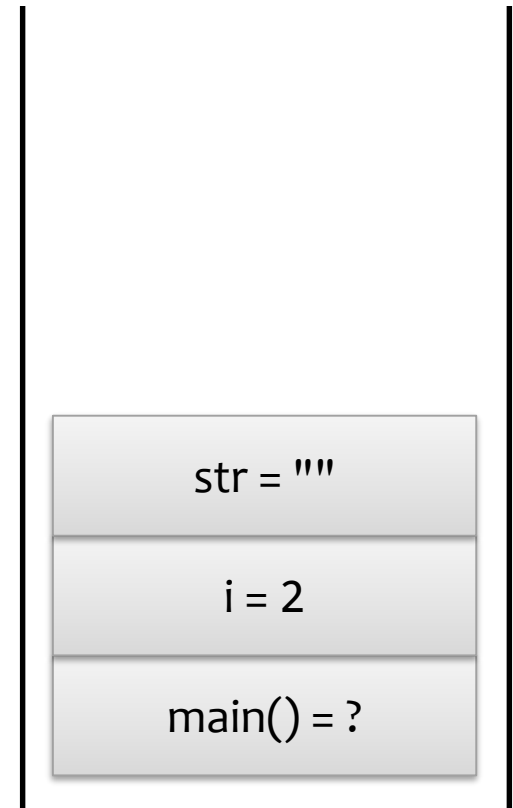 str = ""
i = 2
main() = ?